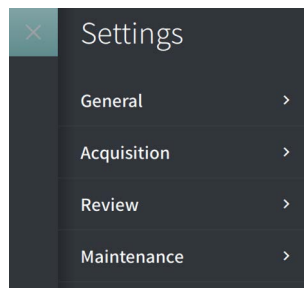 Settings
General
Acquisition
Review
Maintenance